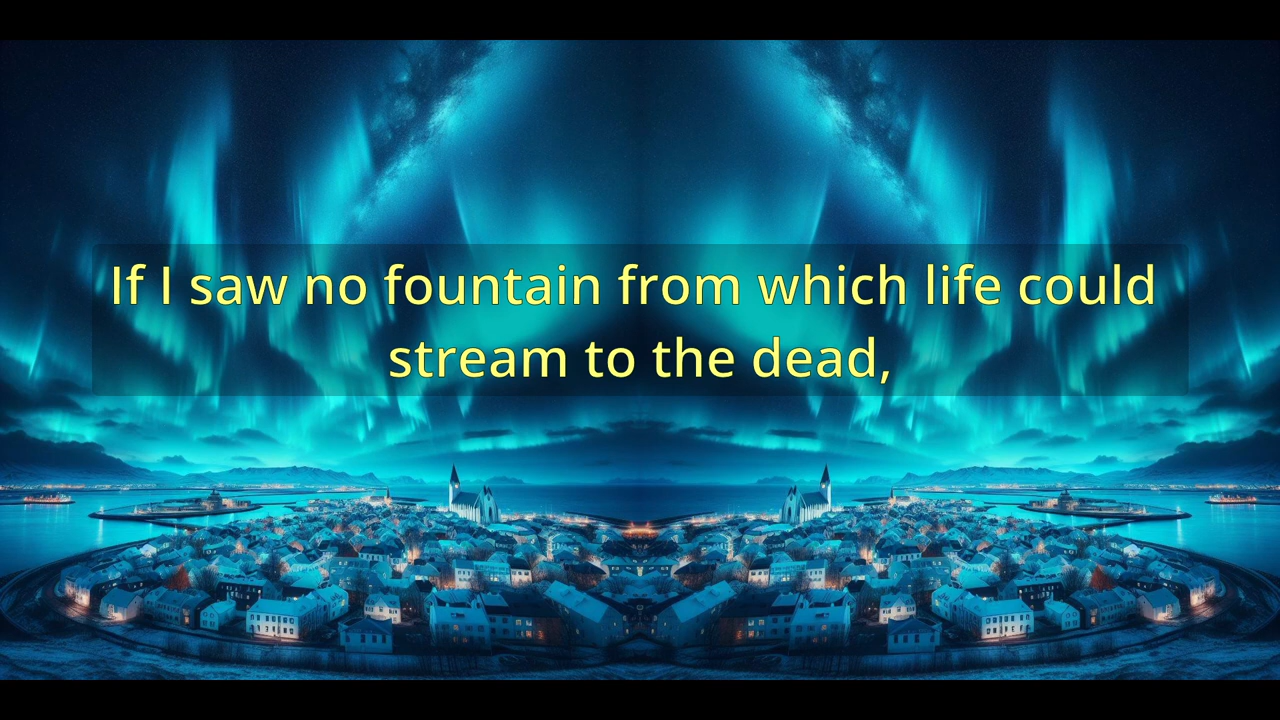 If I saw no fountain from which life could
stream to the dead,